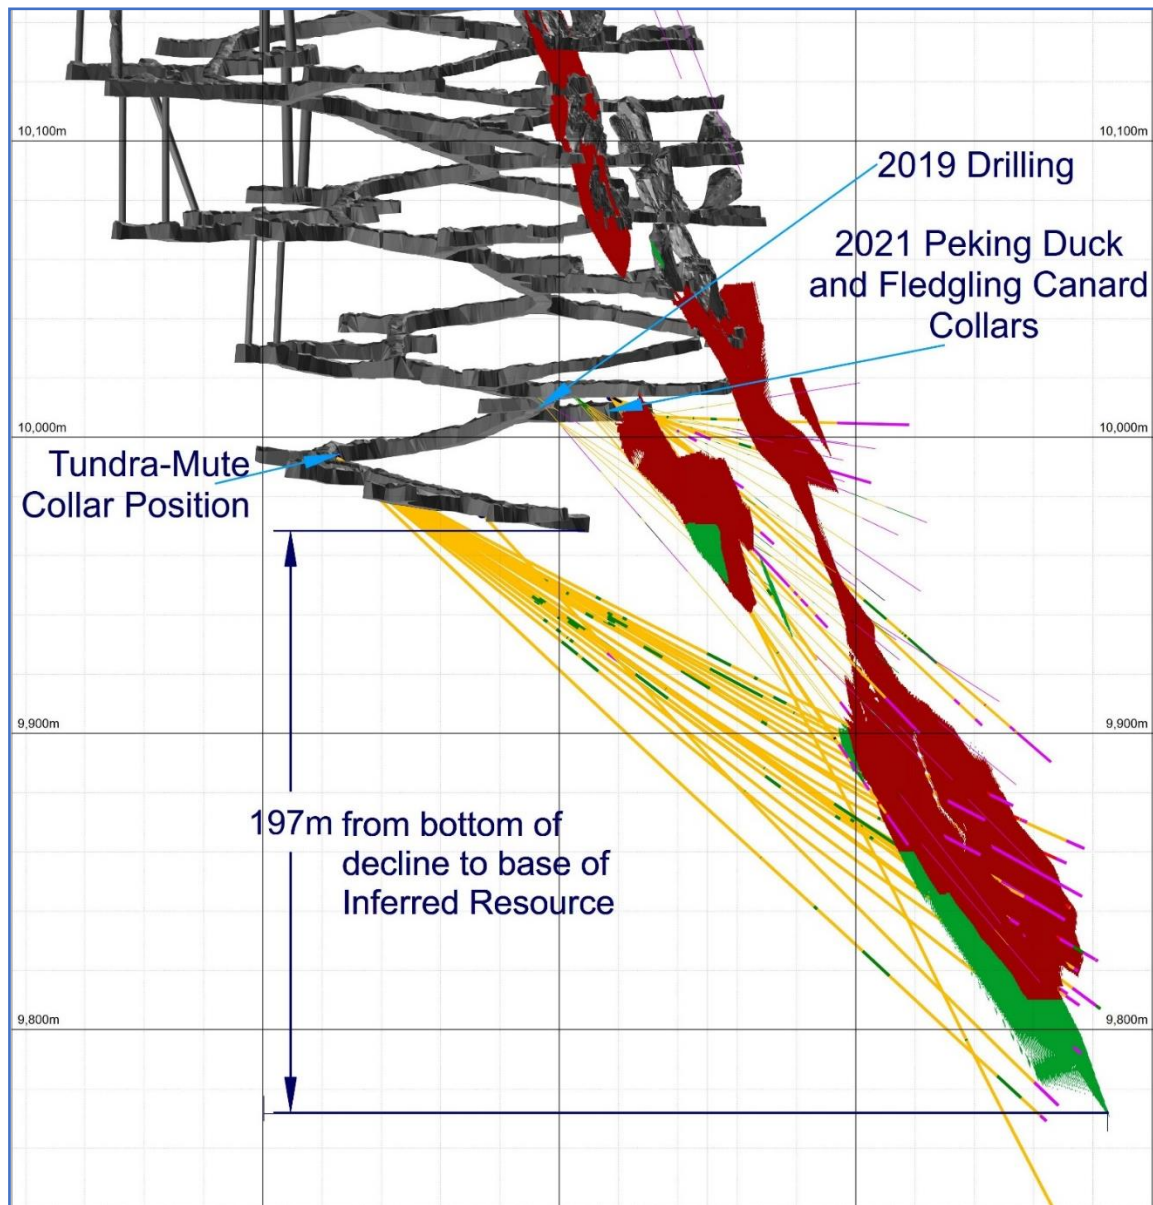 10,100m
10,100m
2019 Drilling
2021 Peking Duck
and Fledgling Canard
Collars
10,000m
10,000m
Tundra-Mute
Collar Position
9,900m
9,900m
197m from bottom of
decline to base of
Inferred Resource
9,800m
9,800m